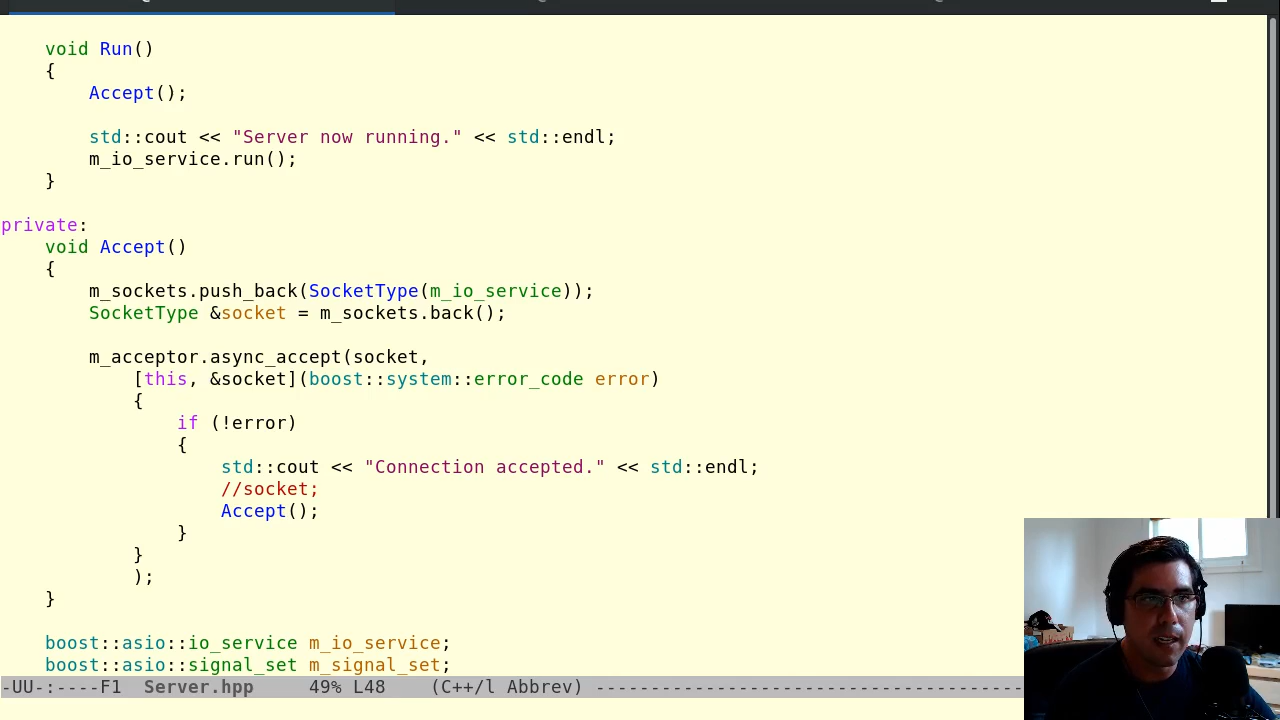 void Run()
{
Accept();
std::cout << "Server now running." << std::endl;
m_io_service.run();
}
private:
void Accept()
{
m_sockets.push_back(SocketType(m_io_service));
SocketType &socket = m_sockets.back();
m_acceptor.async_accept(socket,
[this, &socket](boost::system::error_code error)
{
if (!error)
{
std::cout << "Connection accepted." << std::endl;
//socket;
Accept();
}
}
);
}
boost::asio::io_service m_io_service;
boost::asio::signal_set m_signal_set;
-UU-:----F1 Server.hpp 49% L48 (C++/l Abbrev) ---------------------------------------